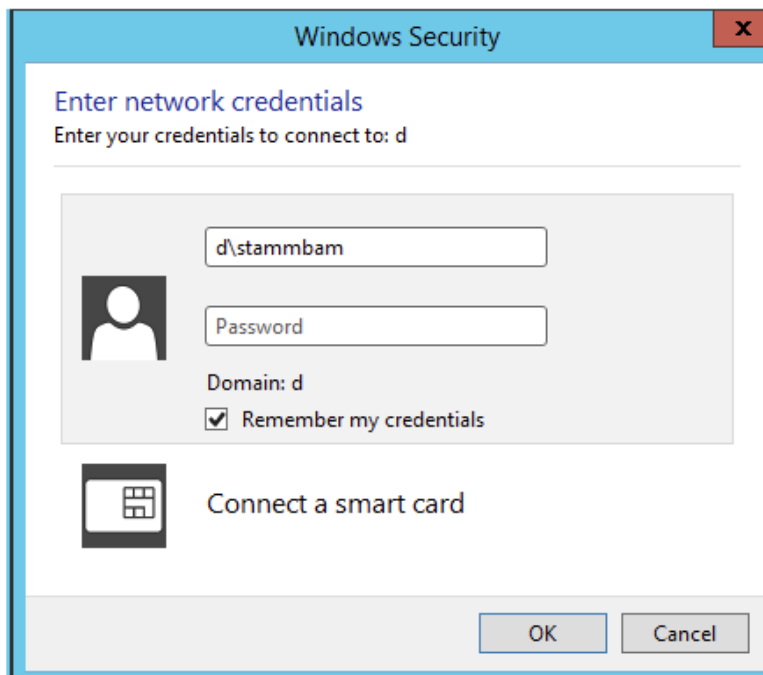 Windows Security
x
Enter network credentials
Enter your credentials to connect to: d
d\stammbam
Password
Domain: d
Remember my credentials
Connect a smart card
OK
Cancel